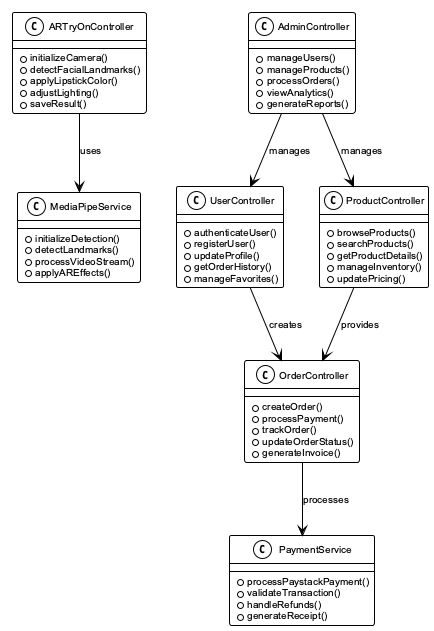 C ARTryOnController
initializeCamera()
detectFacialLandmarks()
applyLipstickColor()
adjustLighting()
saveResult()
C AdminController
manageUsers()
manageProducts()
processOrders()
viewAnalytics()
generateReports()
uses
manages
manages
C MediaPipeService
initializeDetection()
detectLandmarks()
processVideoStream()
applyAREffects()
C UserController
authenticateUser()
registerUser()
updateProfile()
getOrderHistory()
manageFavorites()
C ProductController
browseProducts()
searchProducts()
getProductDetails()
manageInventory()
updatePricing()
creates
provides
C OrderController
createOrder()
processPayment()
trackOrder()
updateOrderStatus()
generateInvoice()
processes
C PaymentService
processPaystackPayment()
validateTransaction()
handleRefunds()
generateReceipt()